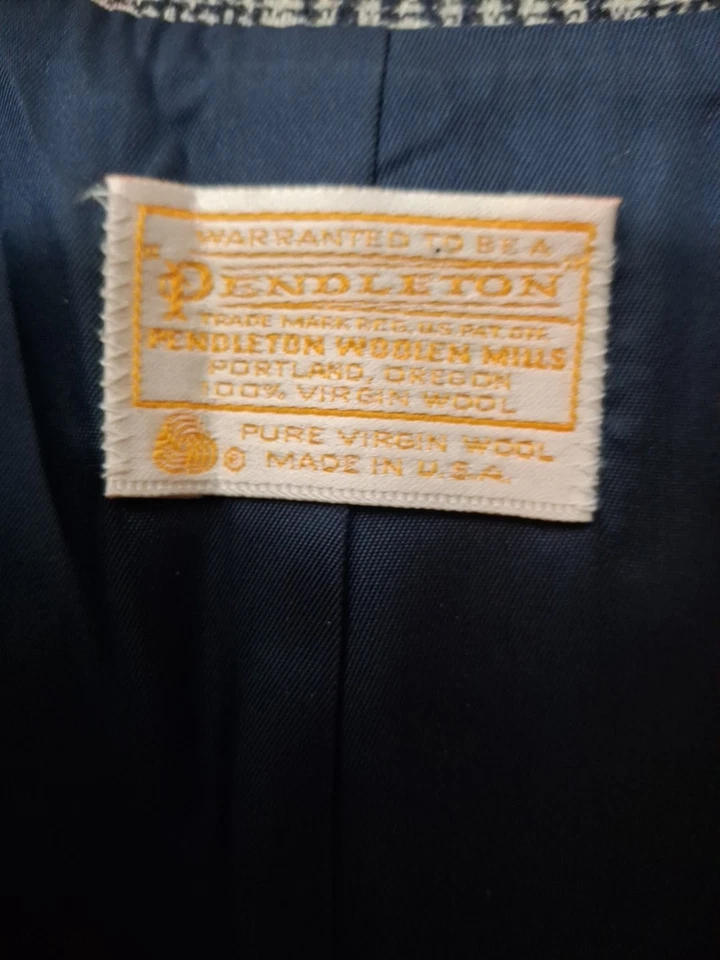 WARRANTED TO BE A
PENDLETON
TRADE MARK REG. U.S. PAT. OFF.
PENDLETON WOOLEN MILLS
PORTLAND, OREGON
100% VIRGIN WOOL
PURE VIRGIN WOOL
® MADE IN U.S.A.